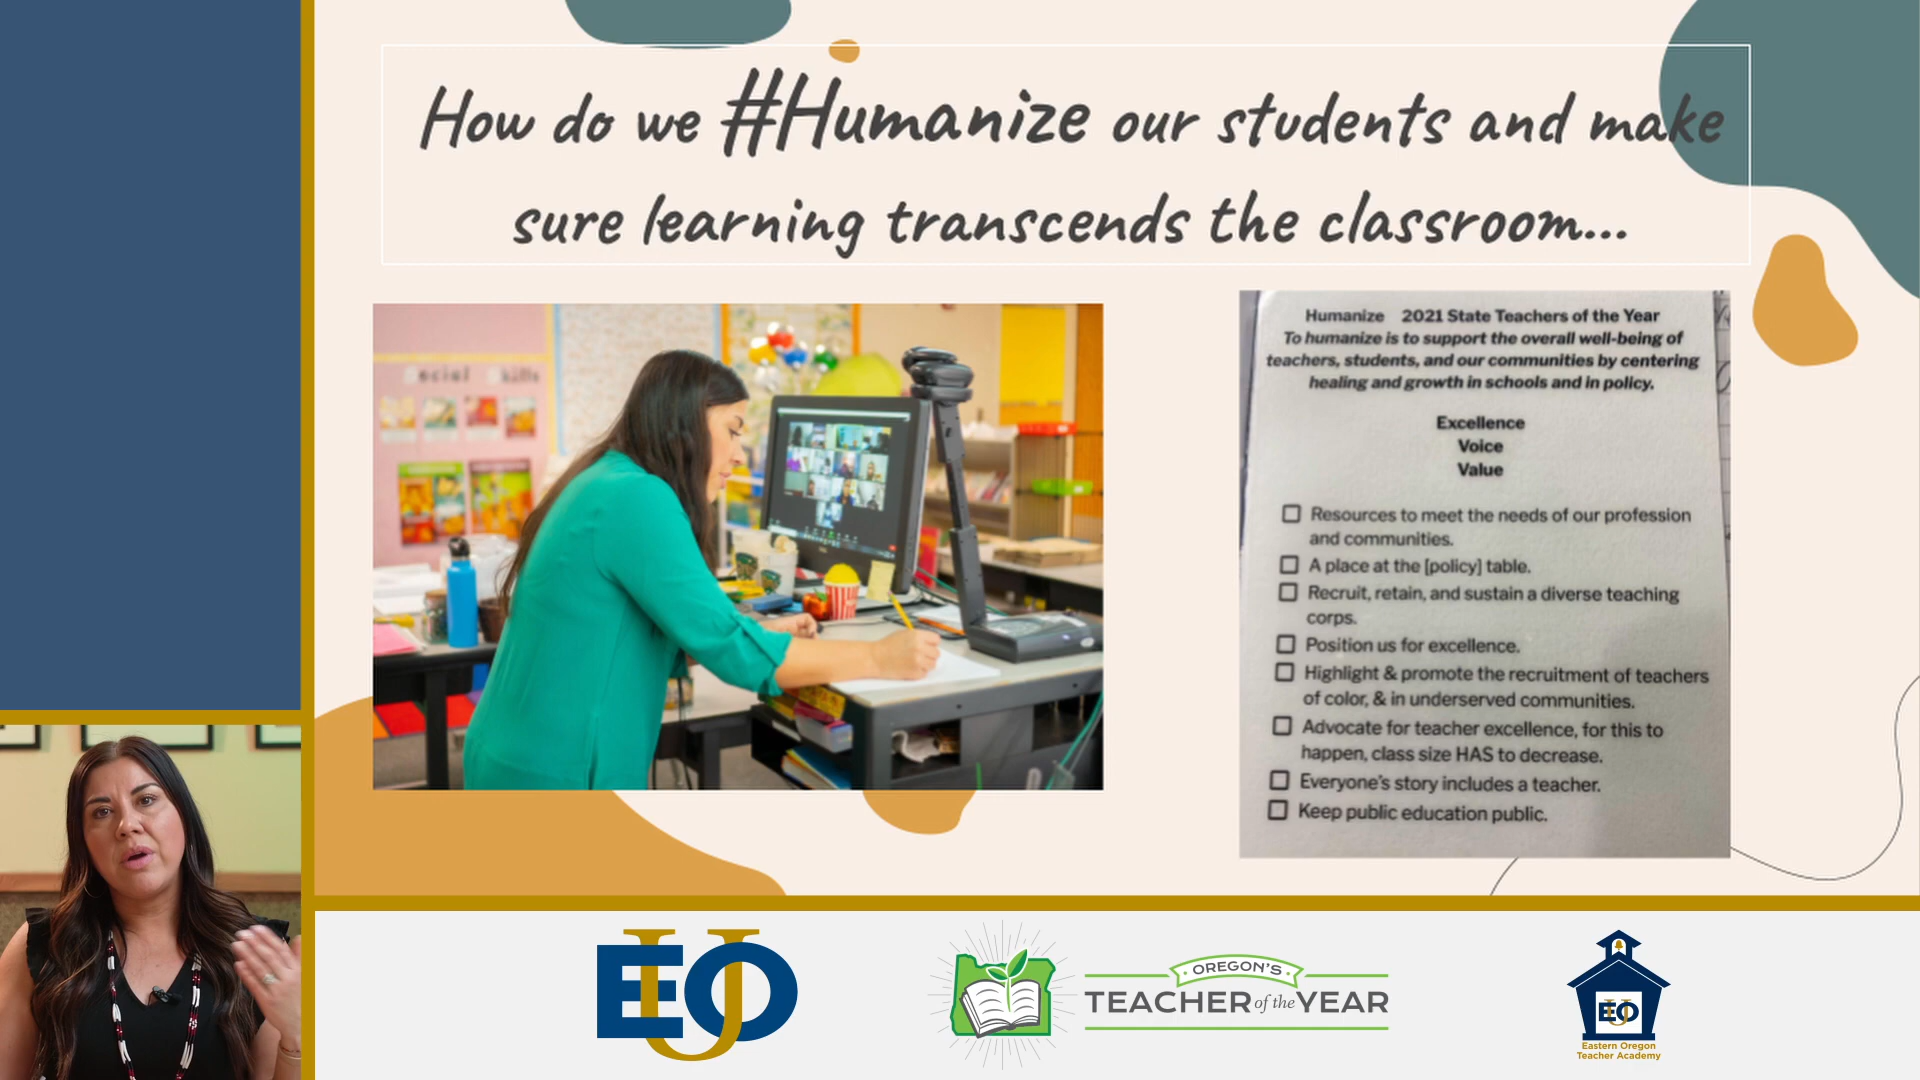 How do we #Humanize our students and make
sure learning transcends the classroom...
Humanize 2021 State Teachers of the Year
To humanize is to support the overall well-being of
teachers, students, and our communities by centering
healing and growth in schools and in policy.
Excellence
Voice
Value
Resources to meet the needs of our profession
and communities.
A place at the [policy] table.
Recruit, retain, and sustain a diverse teaching
corps.
Position us for excellence.
Highlight & promote the recruitment of teachers
of color, & in underserved communities.
Advocate for teacher excellence, for this to
happen, class size HAS to decrease.
Everyone's story includes a teacher.
Keep public education public.
EOU
OREGON'S
TEACHER of the YEAR
EOU
Eastern Oregon
Teacher Academy